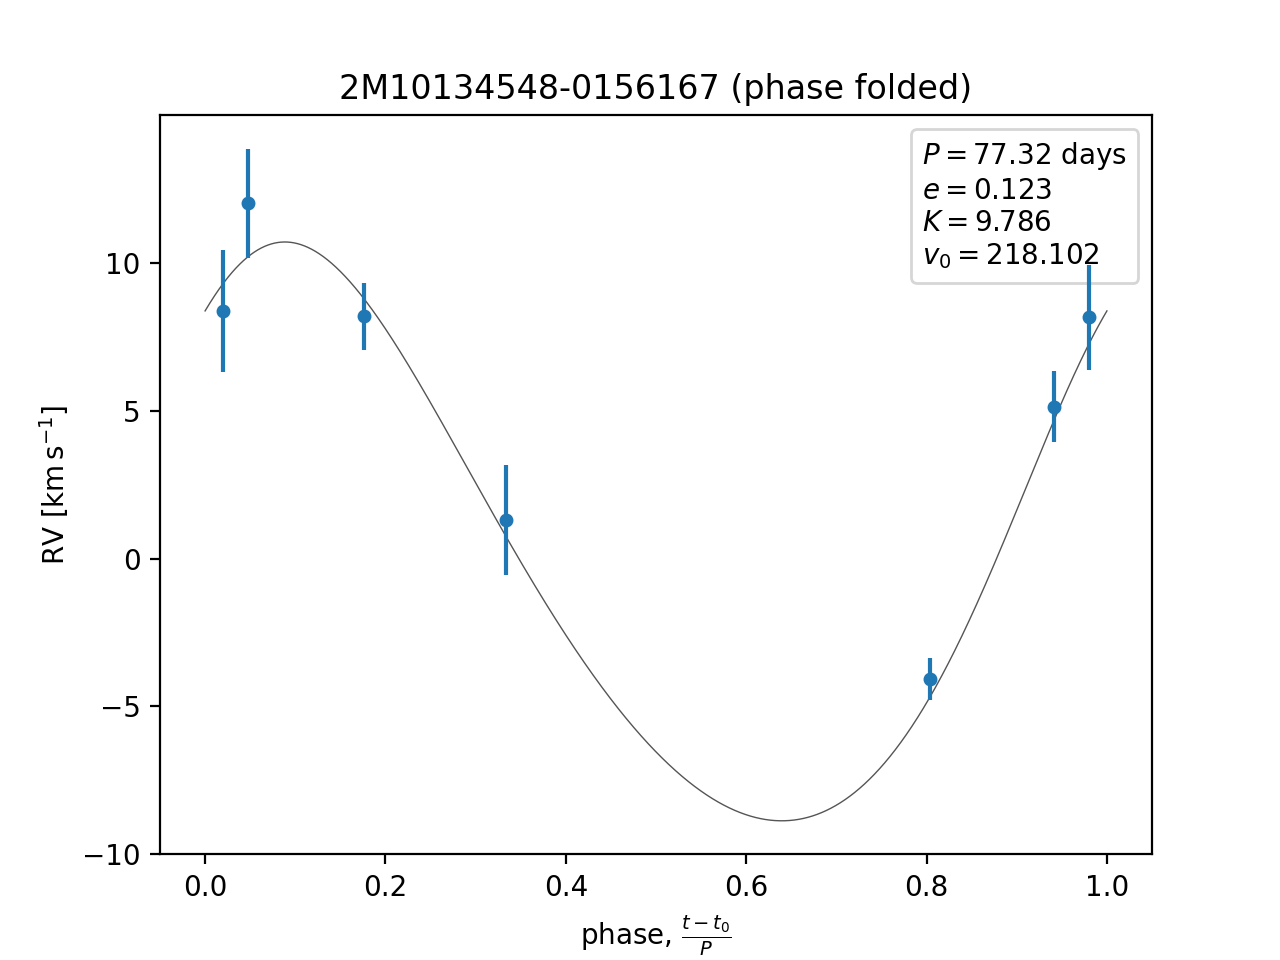 2M10134548-0156167 (phase folded)
P = 77.32 days
e = 0.123
K = 9.786
v₀ = 218.102
RV [km s⁻¹]
10
5
0
−5
−10
0.0 0.2 0.4 0.6 0.8 1.0
phase, (t − t₀)/P